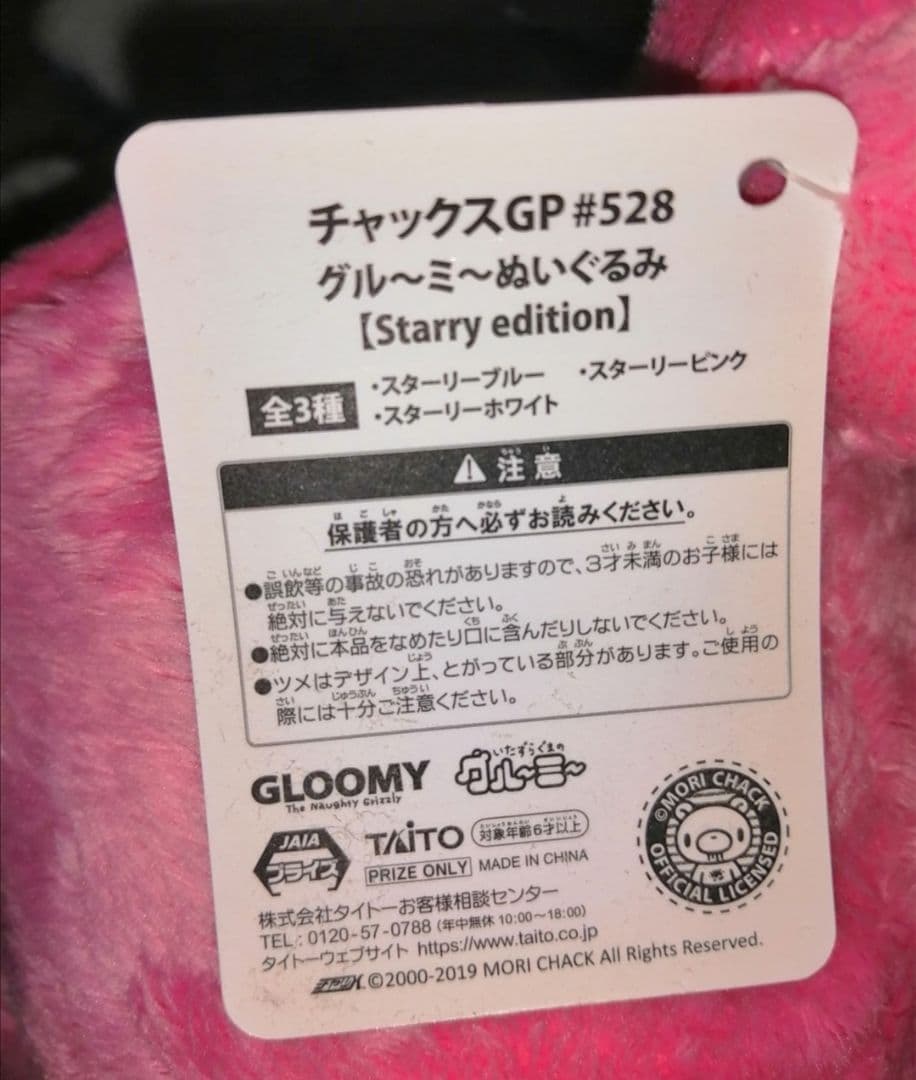 チャックスGP #528
グル〜ミ〜ぬいぐるみ
【Starry edition】
全3種
・スターリーブルー ・スターリーピンク
・スターリーホワイト
⚠ 注意
保護者の方へ必ずお読みください。
●誤飲等の事故の恐れがありますので、3才未満のお子様には
絶対に与えないでください。
●絶対に本品をなめたり口に含んだりしないでください。
●ツメはデザイン上、とがっている部分があります。ご使用の
際には十分ご注意ください。
GLOOMY
The Naughty Grizzly
いたずらぐまの
グル〜ミ〜
JAIA
プライズ
TAITO
対象年齢6才以上
PRIZE ONLY MADE IN CHINA
©MORI CHACK
OFFICIAL LICENSED
株式会社タイトーお客様相談センター
TEL : 0120-57-0788 (年中無休 10:00〜18:00)
タイトーウェブサイト https://www.taito.co.jp
チャックス ©2000-2019 MORI CHACK All Rights Reserved.